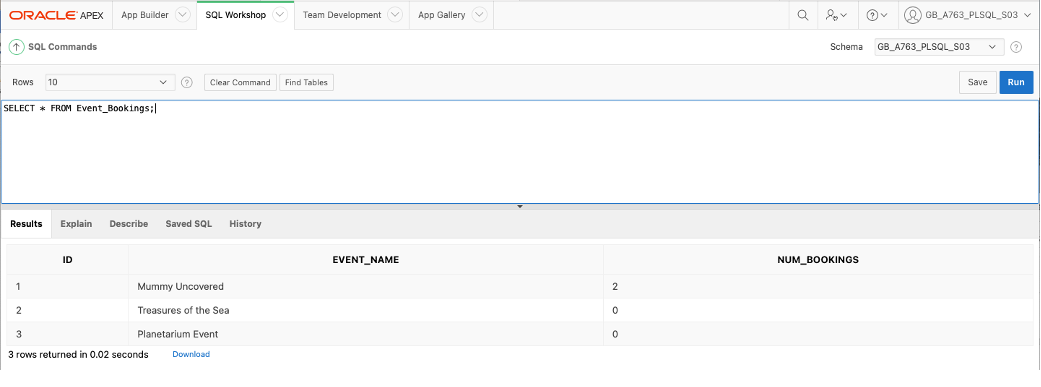 ORACLE APEX App Builder SQL Workshop Team Development App Gallery GB_A763_PLSQL_S03
SQL Commands Schema GB_A763_PLSQL_S03
Rows 10 Clear Command Find Tables Save Run
SELECT * FROM Event_Bookings;
Results Explain Describe Saved SQL History
ID EVENT_NAME NUM_BOOKINGS
1 Mummy Uncovered 2
2 Treasures of the Sea 0
3 Planetarium Event 0
3 rows returned in 0.02 seconds Download